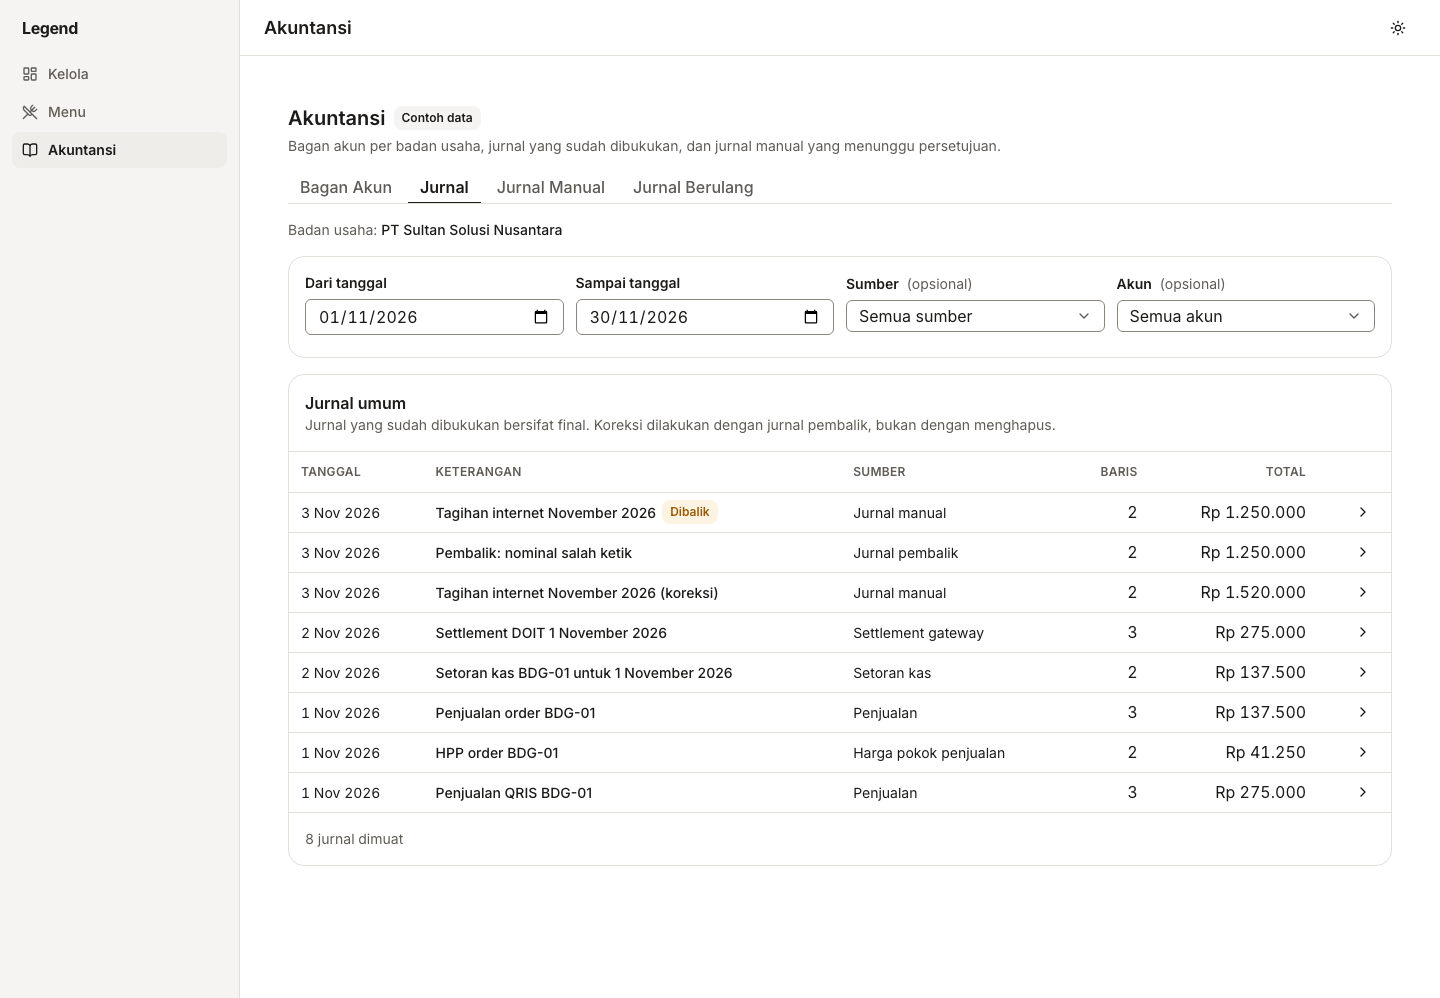 Legend
Akuntansi
Kelola
Menu
Akuntansi
Akuntansi Contoh data
Bagan akun per badan usaha, jurnal yang sudah dibukukan, dan jurnal manual yang menunggu persetujuan.
Bagan Akun Jurnal Jurnal Manual Jurnal Berulang
Badan usaha: PT Sultan Solusi Nusantara
Dari tanggal Sampai tanggal Sumber (opsional) Akun (opsional)
01/11/2026 30/11/2026 Semua sumber Semua akun
Jurnal umum
Jurnal yang sudah dibukukan bersifat final. Koreksi dilakukan dengan jurnal pembalik, bukan dengan menghapus.
TANGGAL KETERANGAN SUMBER BARIS TOTAL
3 Nov 2026 Tagihan internet November 2026 Dibalik Jurnal manual 2 Rp 1.250.000
3 Nov 2026 Pembalik: nominal salah ketik Jurnal pembalik 2 Rp 1.250.000
3 Nov 2026 Tagihan internet November 2026 (koreksi) Jurnal manual 2 Rp 1.520.000
2 Nov 2026 Settlement DOIT 1 November 2026 Settlement gateway 3 Rp 275.000
2 Nov 2026 Setoran kas BDG-01 untuk 1 November 2026 Setoran kas 2 Rp 137.500
1 Nov 2026 Penjualan order BDG-01 Penjualan 3 Rp 137.500
1 Nov 2026 HPP order BDG-01 Harga pokok penjualan 2 Rp 41.250
1 Nov 2026 Penjualan QRIS BDG-01 Penjualan 3 Rp 275.000
8 jurnal dimuat